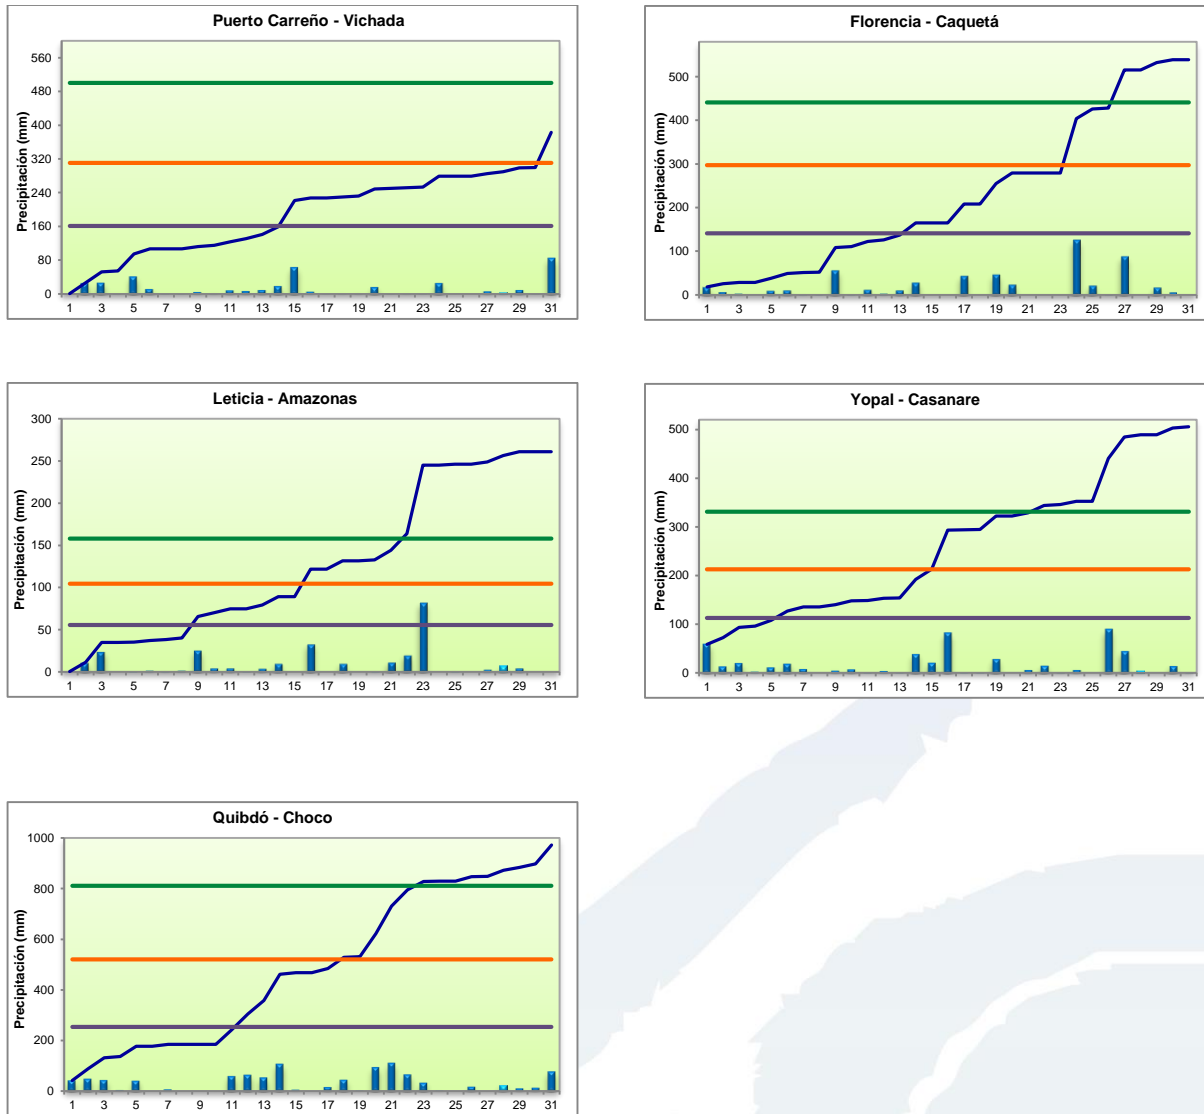 Puerto Carreño - Vichada
Precipitación (mm)
560
480
400
320
240
160
80
0
1 3 5 7 9 11 13 15 17 19 21 23 25 27 29 31
Florencia - Caquetá
Precipitación (mm)
500
400
300
200
100
0
1 3 5 7 9 11 13 15 17 19 21 23 25 27 29 31
Leticia - Amazonas
Precipitación (mm)
300
250
200
150
100
50
0
1 3 5 7 9 11 13 15 17 19 21 23 25 27 29 31
Yopal - Casanare
Precipitación (mm)
500
400
300
200
100
0
1 3 5 7 9 11 13 15 17 19 21 23 25 27 29 31
Quibdó - Choco
Precipitación (mm)
1000
800
600
400
200
0
1 3 5 7 9 11 13 15 17 19 21 23 25 27 29 31